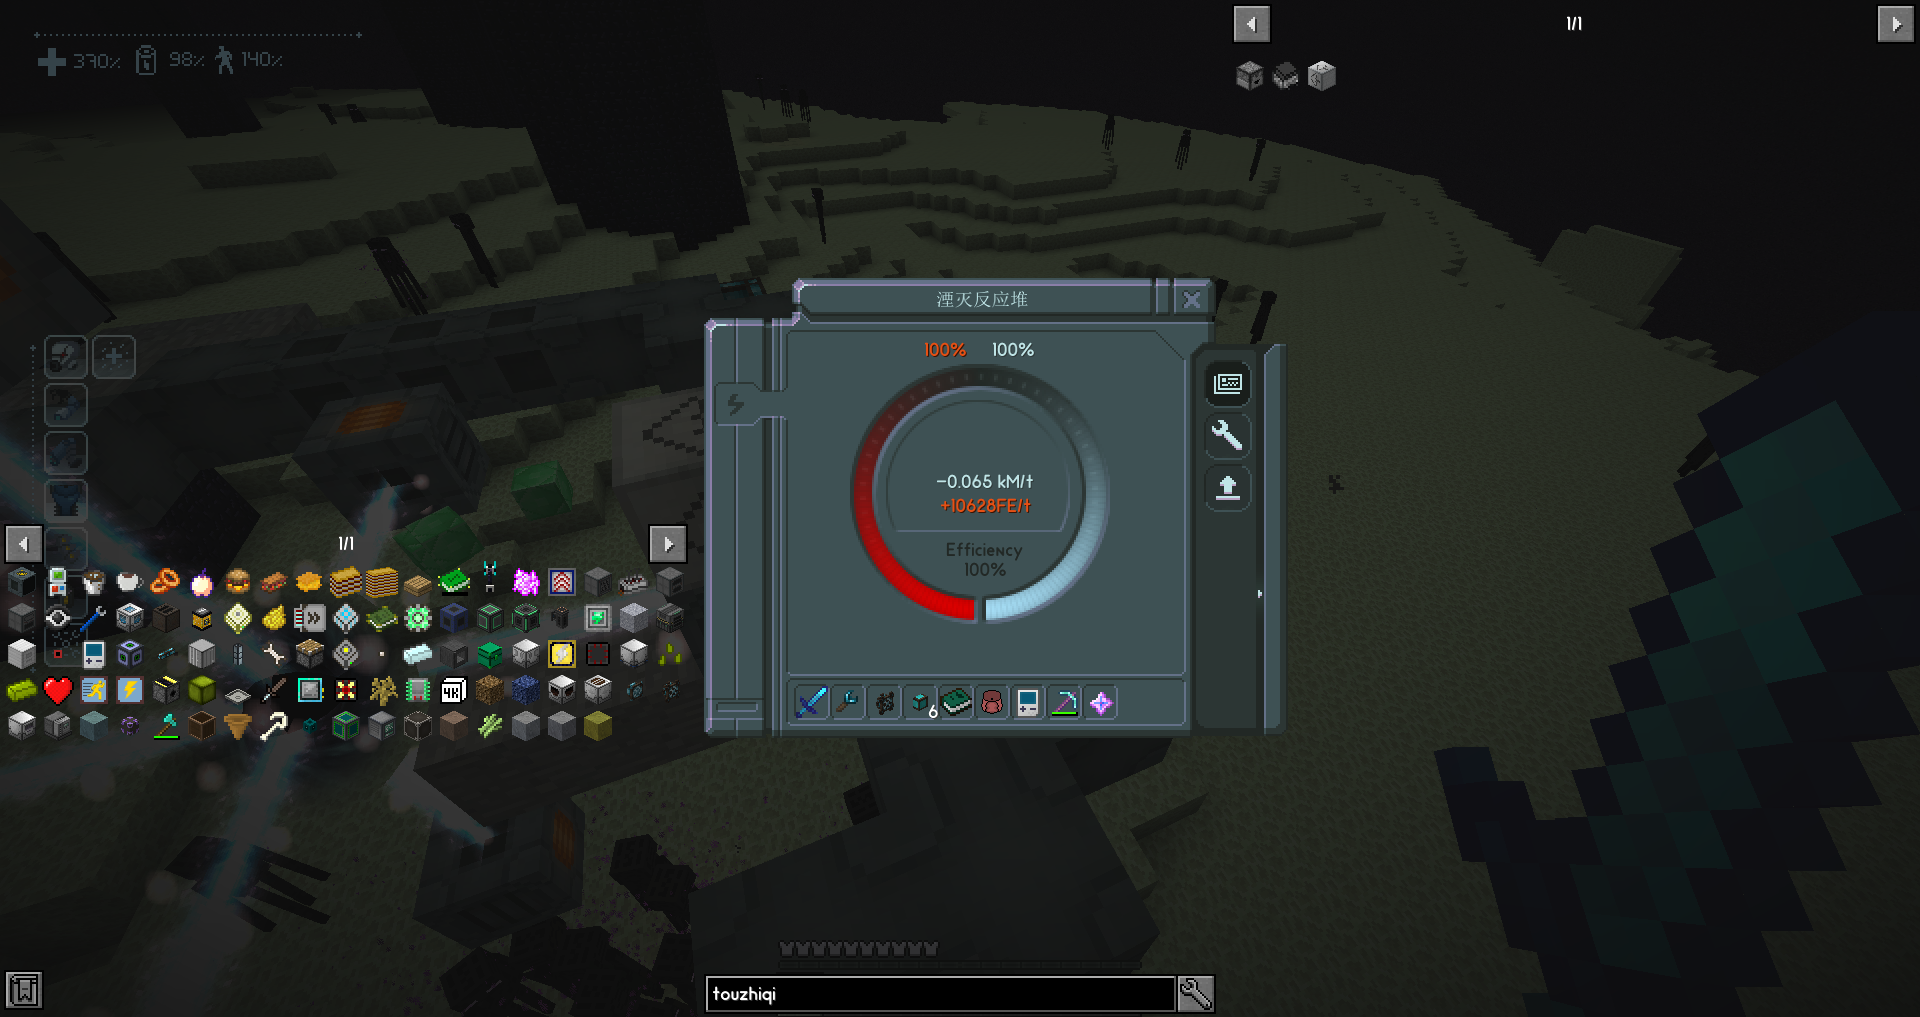 370% 98% 140%
1/1
湮灭反应堆
100% 100%
-0.065 kM/t
+10628FE/t
Efficiency
100%
1/1
4K
6
touzhiqi